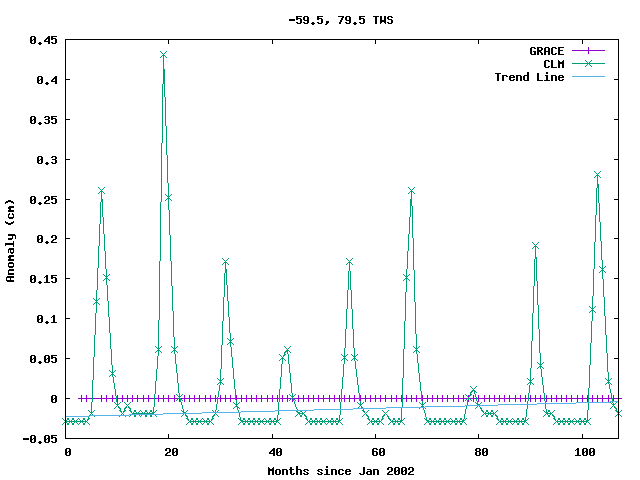 -59.5, 79.5 TWS
GRACE
CLM
Trend Line
Anomaly (cm)
0.45
0.4
0.35
0.3
0.25
0.2
0.15
0.1
0.05
0
-0.05
0 20 40 60 80 100
Months since Jan 2002